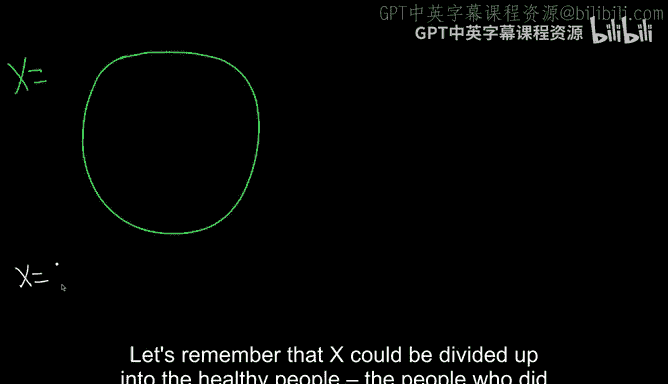 GPT中英字幕课程资源@bilibili
GPT中英字幕课程资源 bilibili
X=
X=
Let's remember that X could be divided up
into the healthy people – the people who did